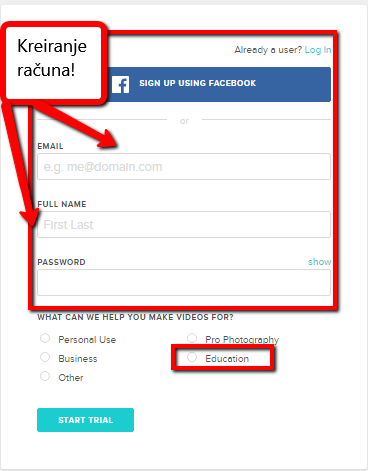 Kreiranje
računa!
Already a user? Log In
SIGN UP USING FACEBOOK
or
EMAIL
e.g. me@domain.com
FULL NAME
First Last
PASSWORD show
WHAT CAN WE HELP YOU MAKE VIDEOS FOR?
Personal Use Pro Photography
Business Education
Other
START TRIAL